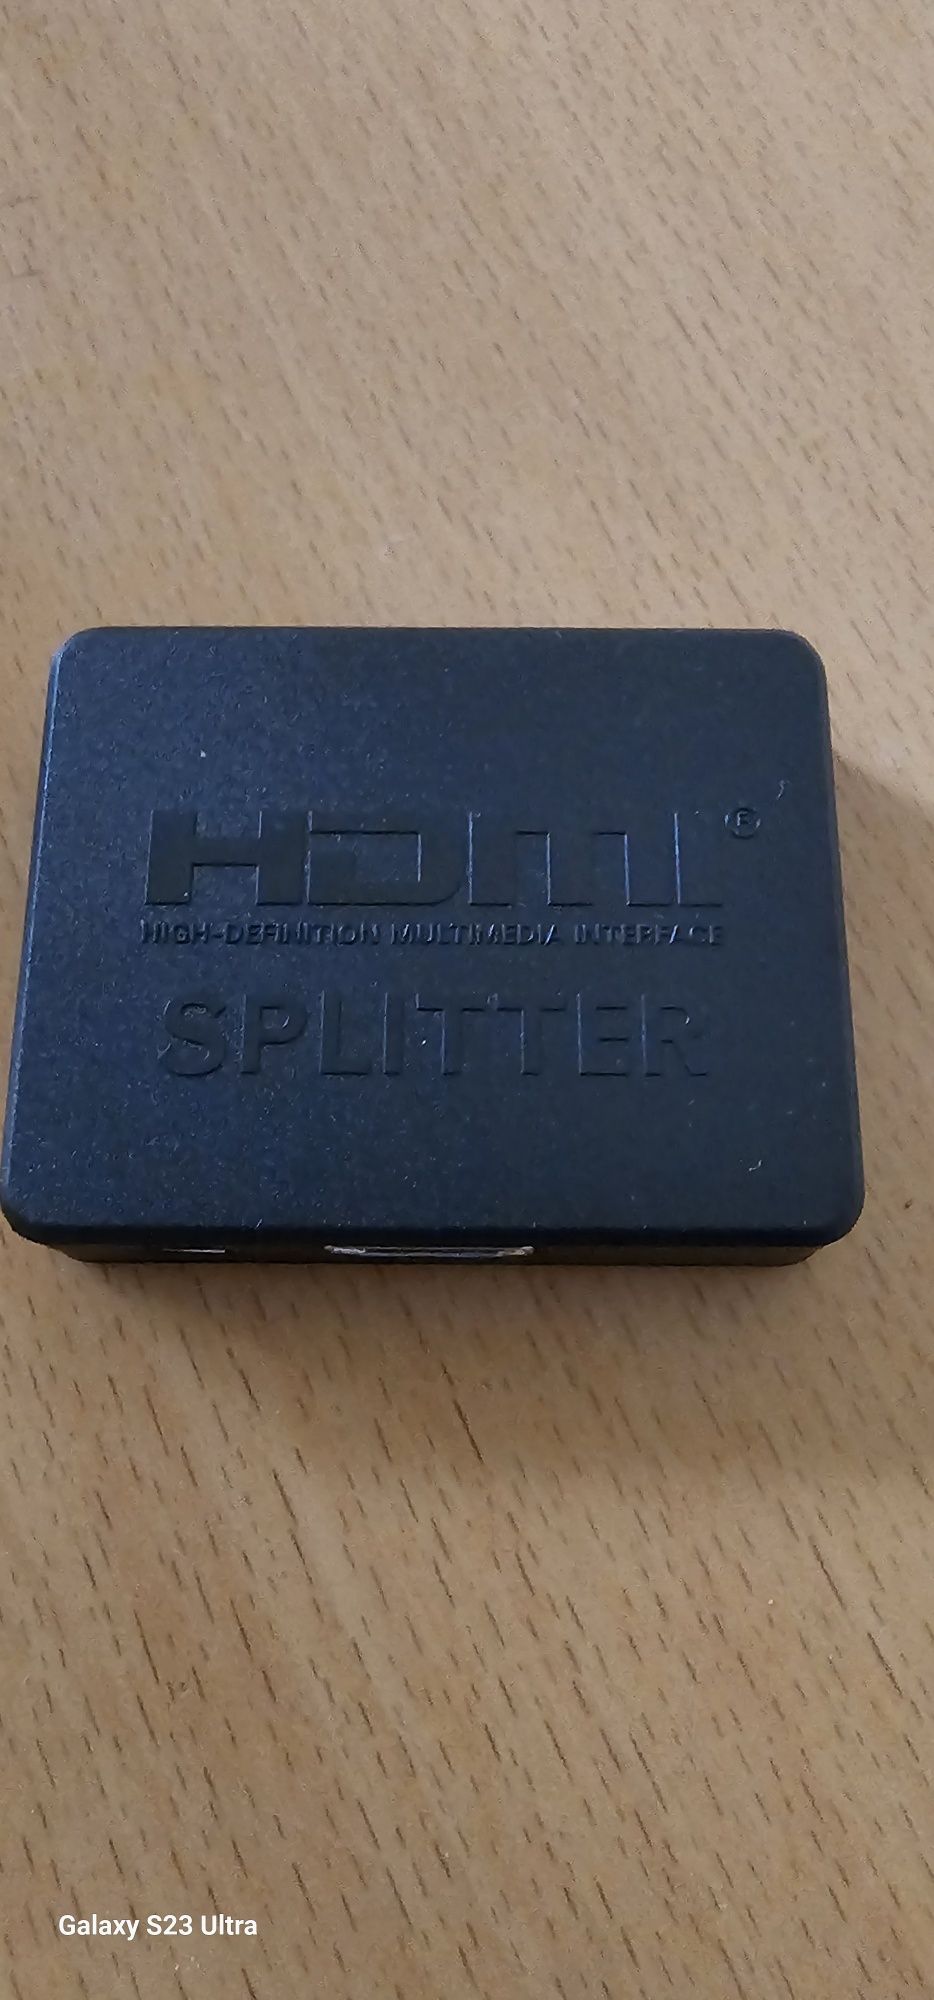 HDMI ®
HIGH-DEFINITION MULTIMEDIA INTERFACE
SPLITTER
Galaxy S23 Ultra